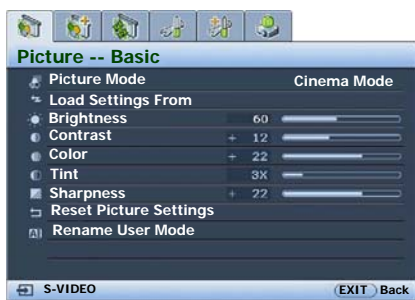 Picture -- Basic
Picture Mode Cinema Mode
Load Settings From
Brightness 60
Contrast + 12
Color + 22
Tint 3X
Sharpness + 22
Reset Picture Settings
AI Rename User Mode
S-VIDEO EXIT Back